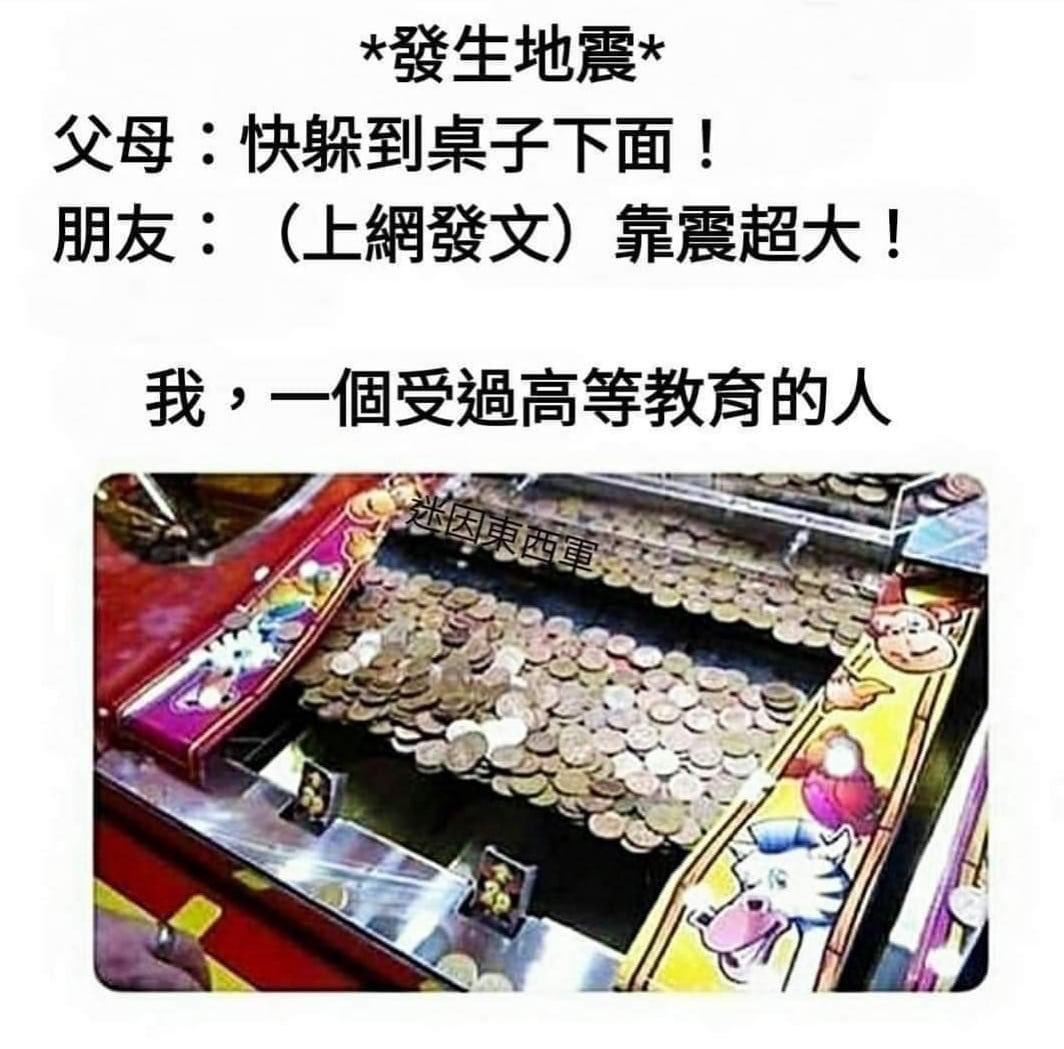 *發生地震*
父母：快躲到桌子下面！
朋友：（上網發文）靠震超大！
我，一個受過高等教育的人
迷因東西軍